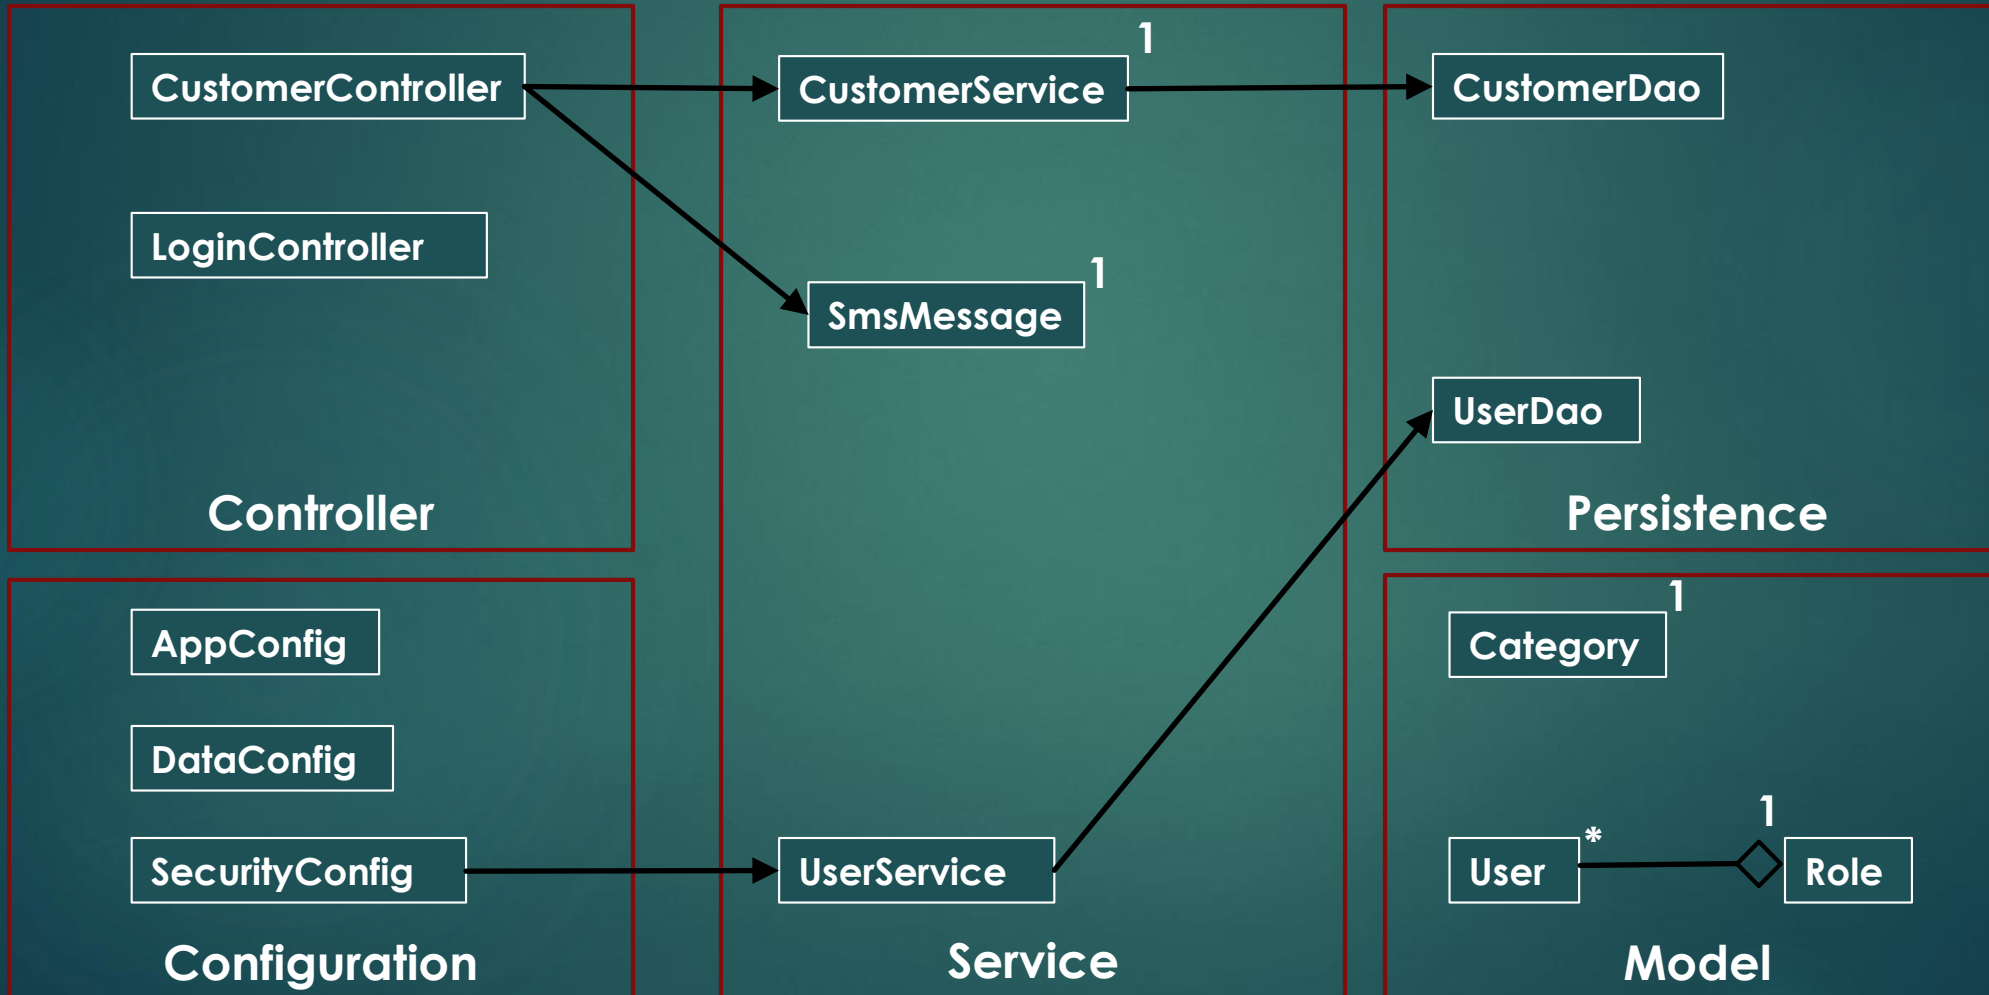 CustomerController
LoginController
Controller
1
CustomerService
1
SmsMessage
CustomerDao
UserDao
Persistence
AppConfig
DataConfig
SecurityConfig
Configuration
UserService
Service
1
Category
*
1
User
Role
Model